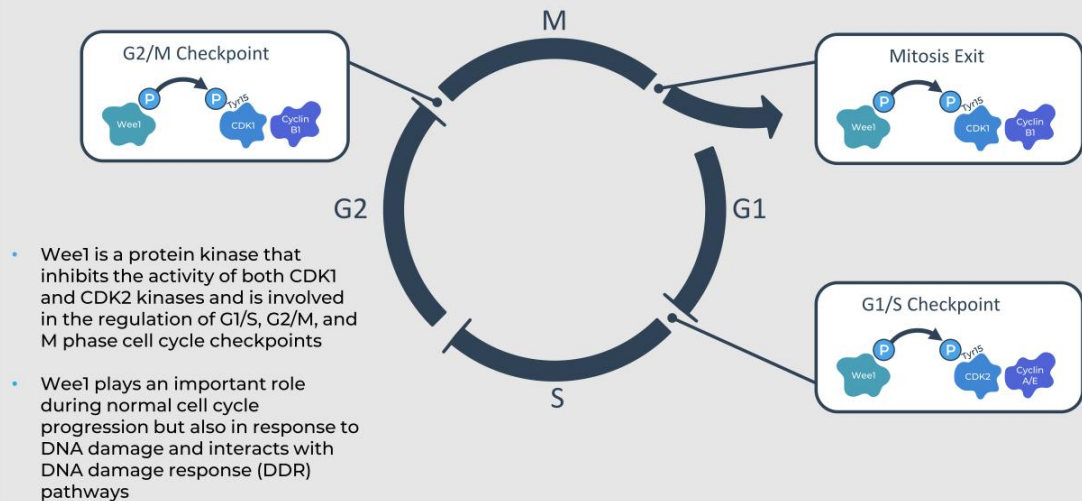 M
G2/M Checkpoint
P
P
Tyr15
Wee1
CDK1
Cyclin
B1
Mitosis Exit
P
P
Tyr15
Wee1
CDK1
Cyclin
B1
G2
G1
• Wee1 is a protein kinase that
inhibits the activity of both CDK1
and CDK2 kinases and is involved
in the regulation of G1/S, G2/M, and
M phase cell cycle checkpoints
G1/S Checkpoint
P
P
Tyr15
Wee1
CDK2
Cyclin
A/E
S
• Wee1 plays an important role
during normal cell cycle
progression but also in response to
DNA damage and interacts with
DNA damage response (DDR)
pathways